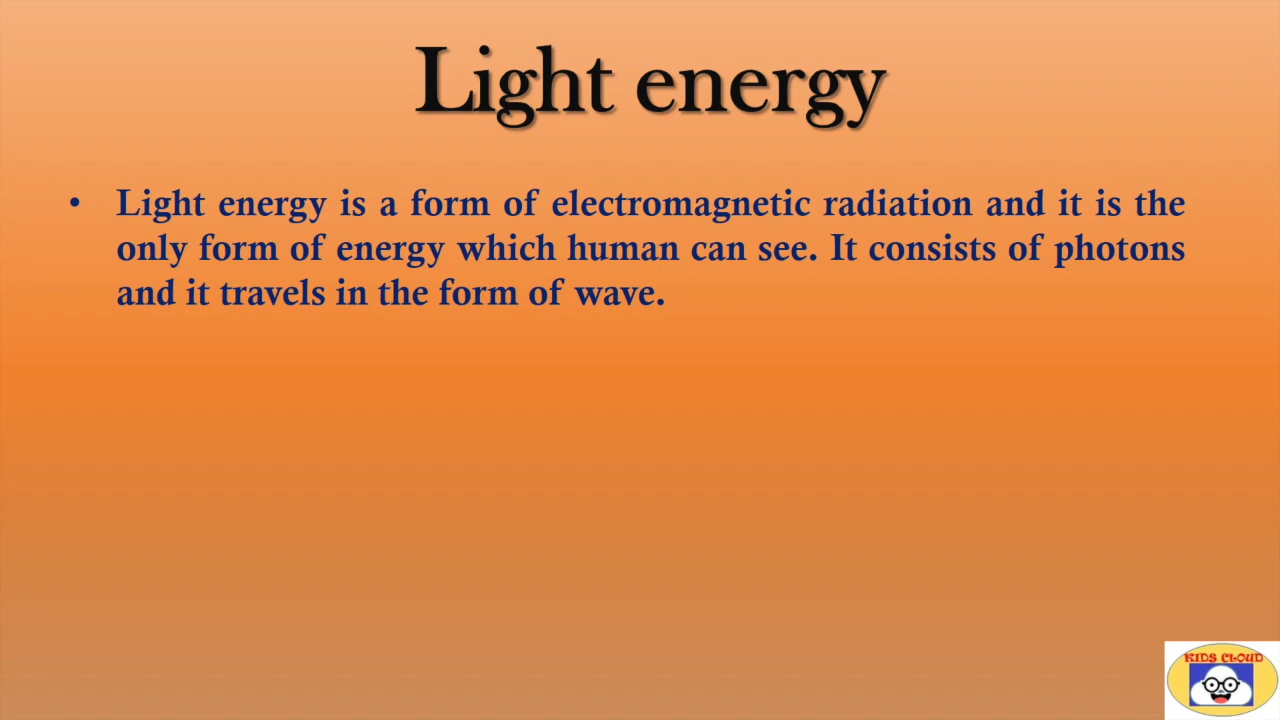 Light energy
• Light energy is a form of electromagnetic radiation and it is the
only form of energy which human can see. It consists of photons
and it travels in the form of wave.
KIDS CLOUD